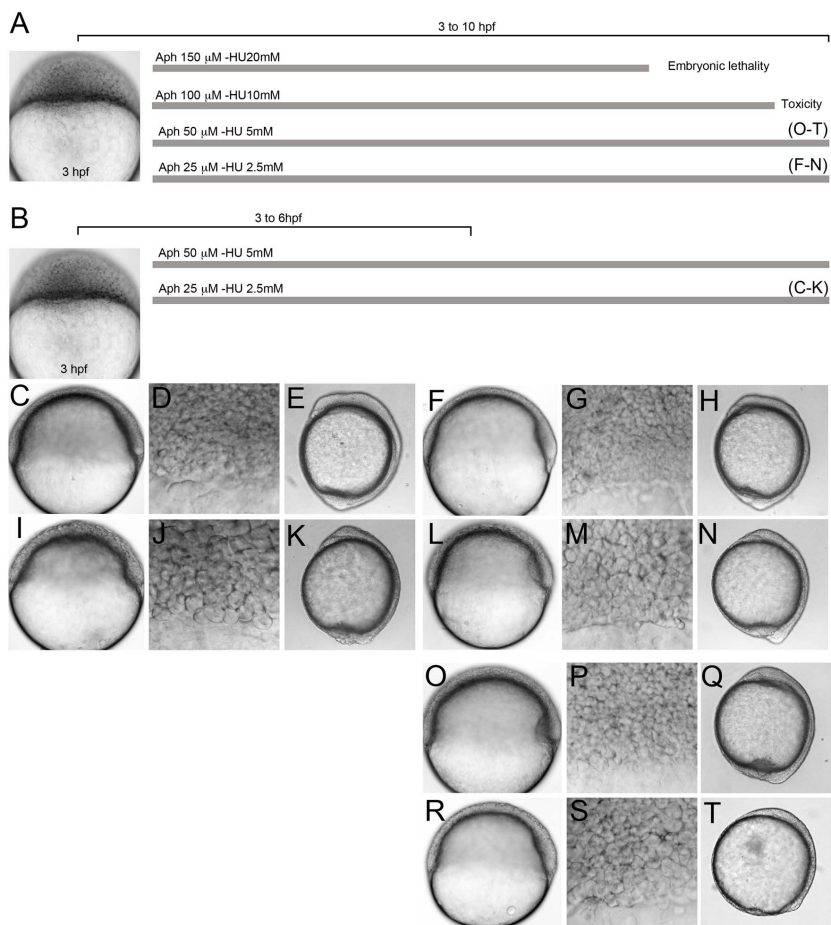 A
3 to 10 hpf
Aph 150 μM -HU20mM
Embryonic lethality
Aph 100 μM -HU10mM
Toxicity
Aph 50 μM -HU 5mM
(O-T)
Aph 25 μM -HU 2.5mM
(F-N)
3 hpf
B
3 to 6hpf
Aph 50 μM -HU 5mM
Aph 25 μM -HU 2.5mM
(C-K)
3 hpf
C D E F G H
I J K L M N
O P Q
R S T